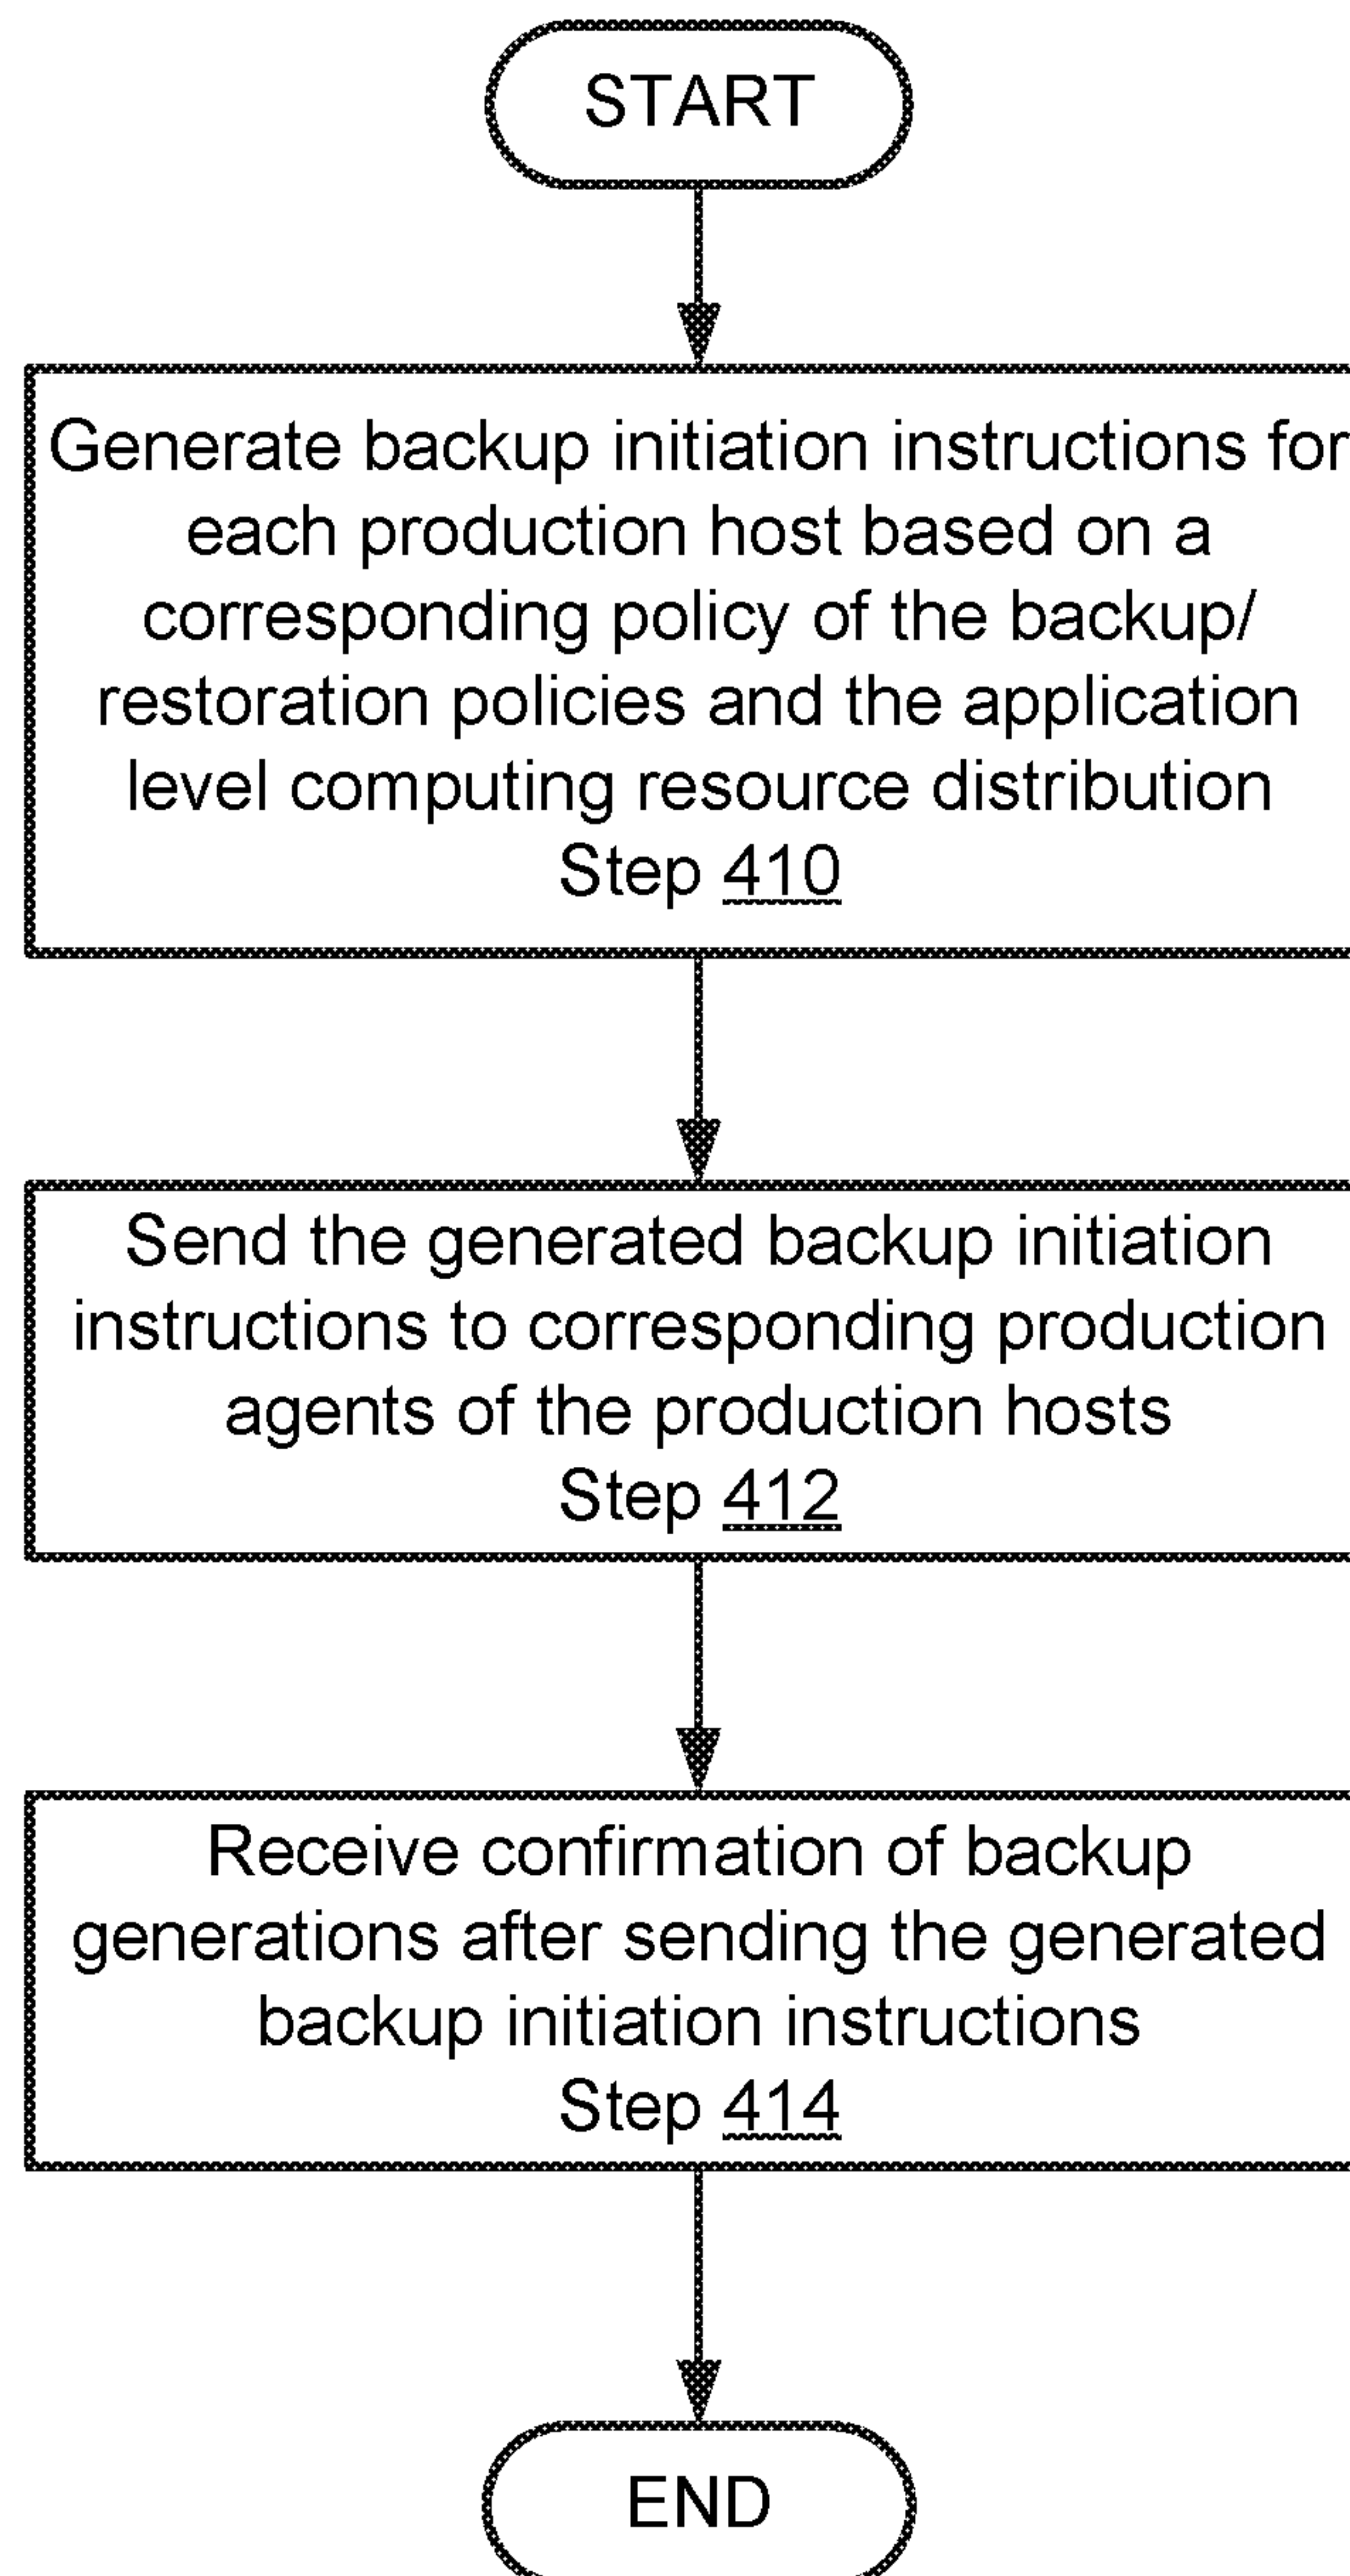 START
Generate backup initiation instructions for
each production host based on a
corresponding policy of the backup/
restoration policies and the application
level computing resource distribution
Step 410
Send the generated backup initiation
instructions to corresponding production
agents of the production hosts
Step 412
Receive confirmation of backup
generations after sending the generated
backup initiation instructions
Step 414
END